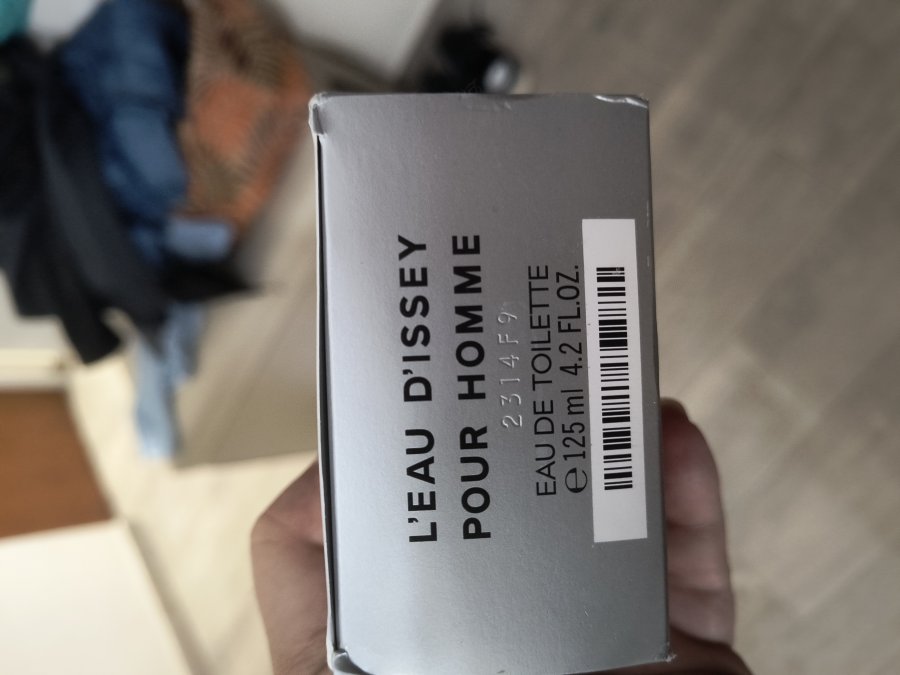 L'EAU D'ISSEY
POUR HOMME
2314F9
EAU DE TOILETTE
℮ 125 ml 4.2 FL.OZ.